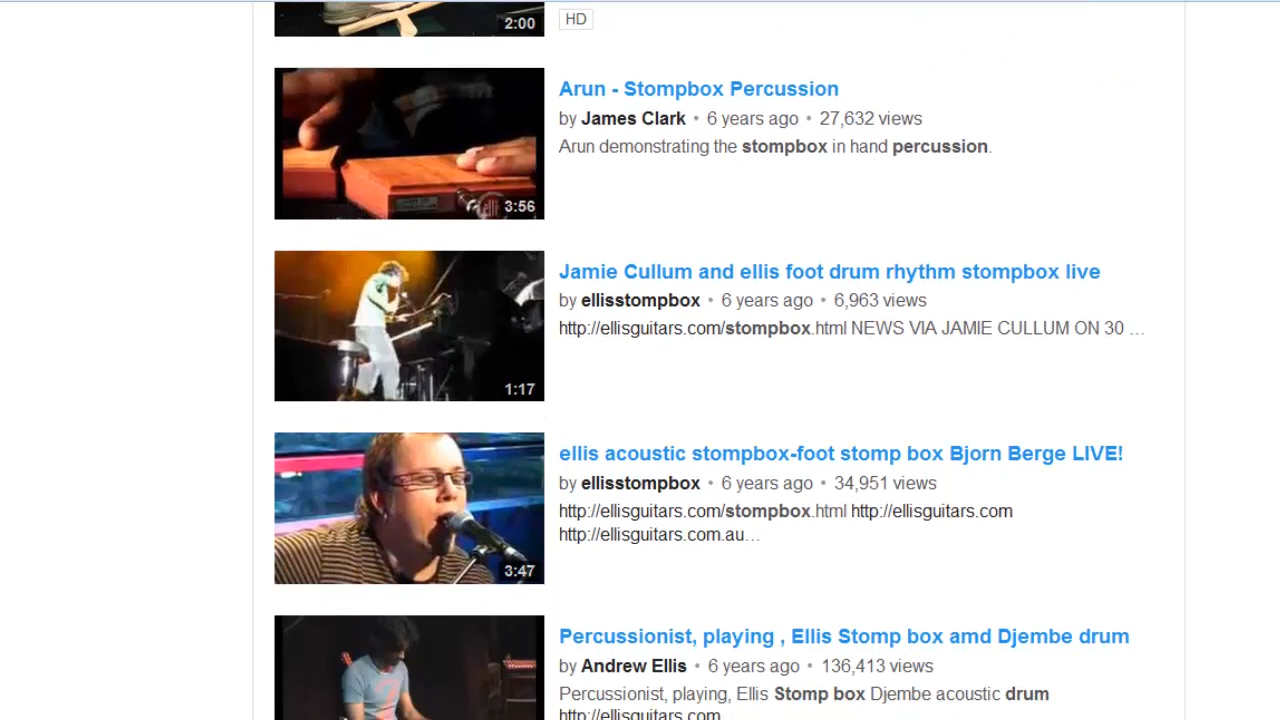 2:00
HD
Arun - Stompbox Percussion
by James Clark • 6 years ago • 27,632 views
Arun demonstrating the stompbox in hand percussion.
elli
3:56
Jamie Cullum and ellis foot drum rhythm stompbox live
by ellisstompbox • 6 years ago • 6,963 views
http://ellisguitars.com/stompbox.html NEWS VIA JAMIE CULLUM ON 30 ...
1:17
ellis acoustic stompbox-foot stomp box Bjorn Berge LIVE!
by ellisstompbox • 6 years ago • 34,951 views
http://ellisguitars.com/stompbox.html http://ellisguitars.com
http://ellisguitars.com.au...
3:47
Percussionist, playing , Ellis Stomp box amd Djembe drum
by Andrew Ellis • 6 years ago • 136,413 views
Percussionist, playing, Ellis Stomp box Djembe acoustic drum
http://ellisguitars.com